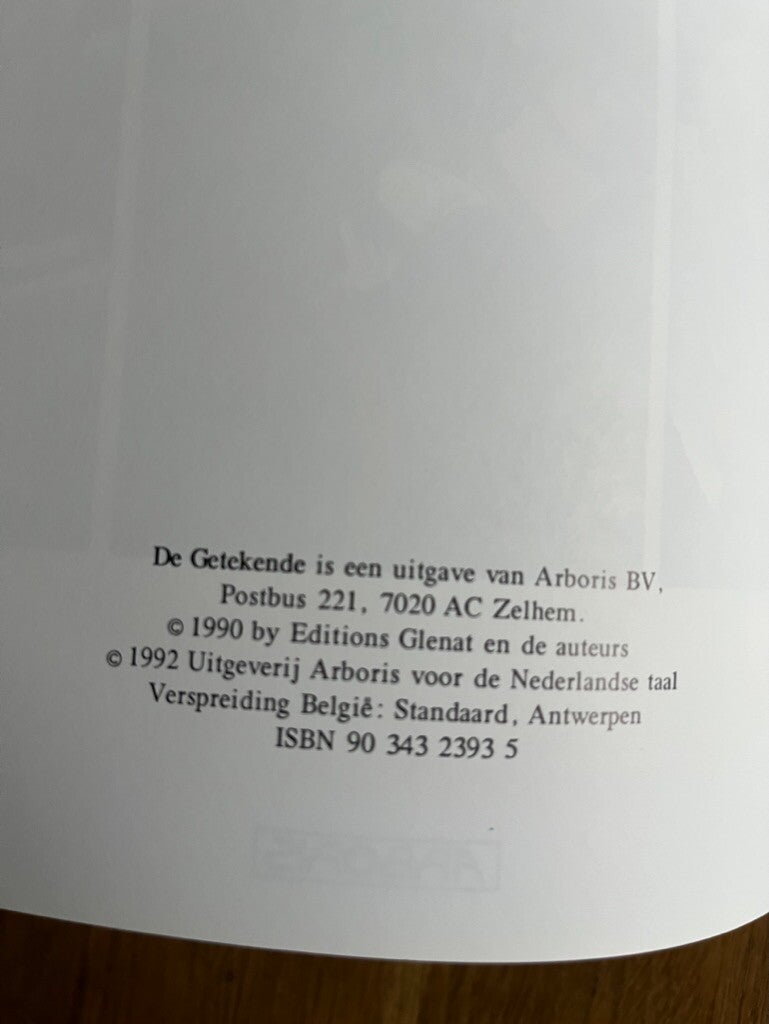 De Getekende is een uitgave van Arboris BV,
Postbus 221, 7020 AC Zelhem.
© 1990 by Editions Glenat en de auteurs
© 1992 Uitgeverij Arboris voor de Nederlandse taal
Verspreiding België: Standaard, Antwerpen
ISBN 90 343 2393 5